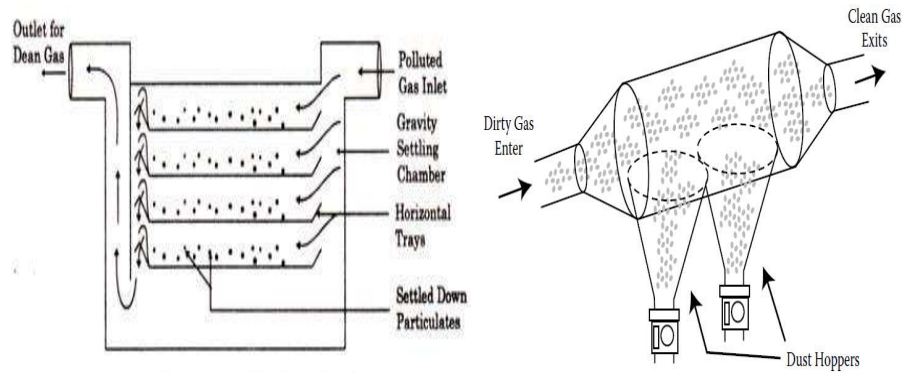 Outlet for
Dean Gas
Polluted
Gas Inlet
Gravity
Settling
Chamber
Horizontal
Trays
Settled Down
Particulates
Clean Gas
Exits
Dirty Gas
Enter
Dust Hoppers